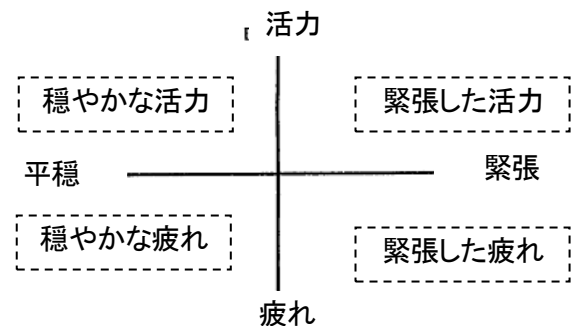 活力
穏やかな活力
緊張した活力
平穏
緊張
穏やかな疲れ
緊張した疲れ
疲れ